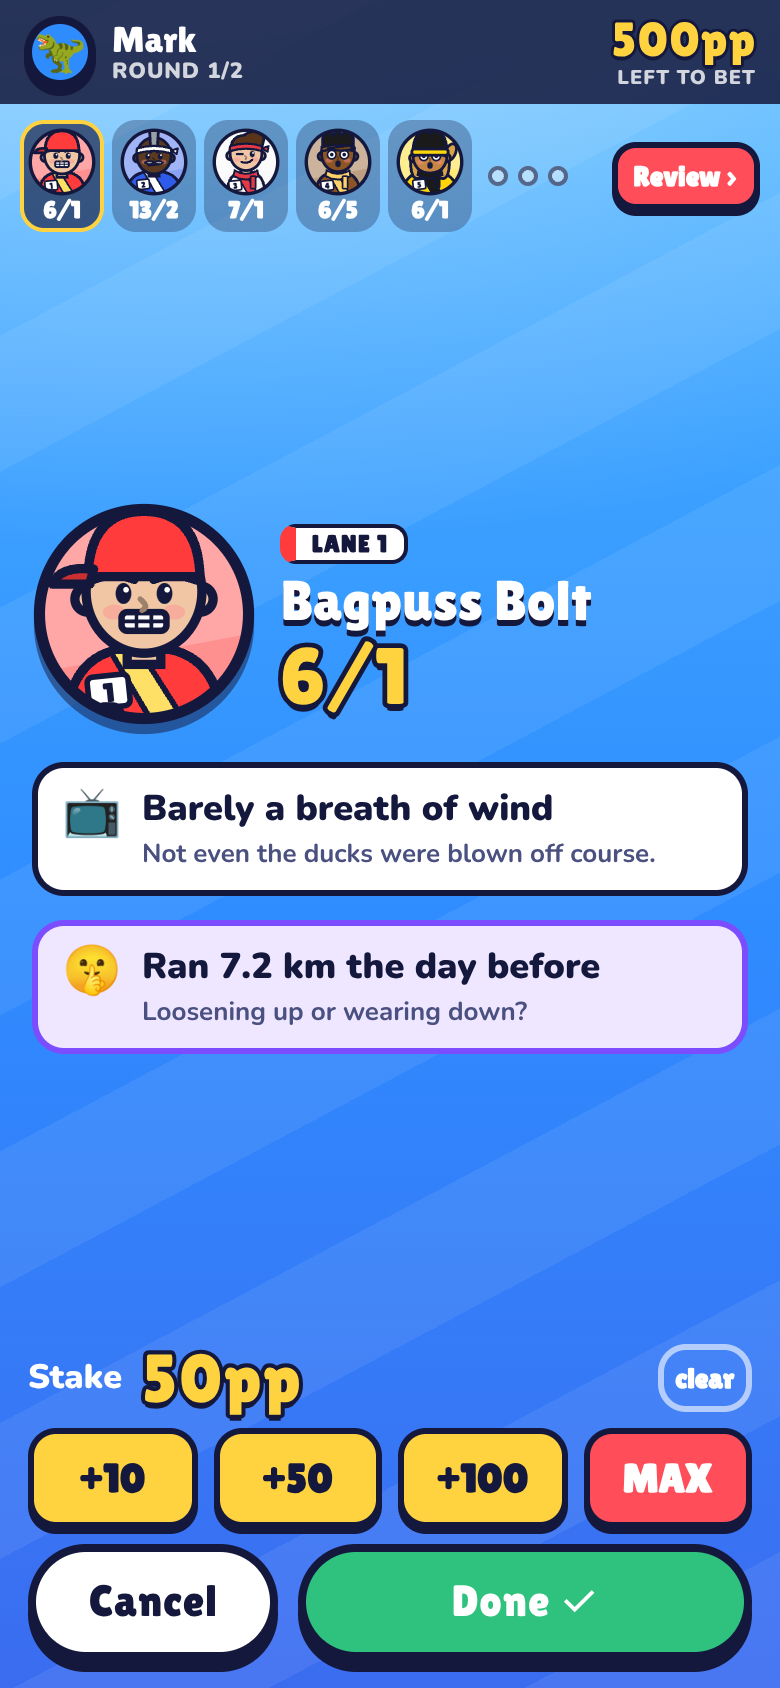 Mark
ROUND 1/2
500pp
LEFT TO BET
6/1
13/2
7/1
6/5
6/1
Review ›
LANE 1
Bagpuss Bolt
6/1
1
Barely a breath of wind
Not even the ducks were blown off course.
Ran 7.2 km the day before
Loosening up or wearing down?
Stake 50pp
clear
+10 +50 +100 MAX
Cancel Done ✓